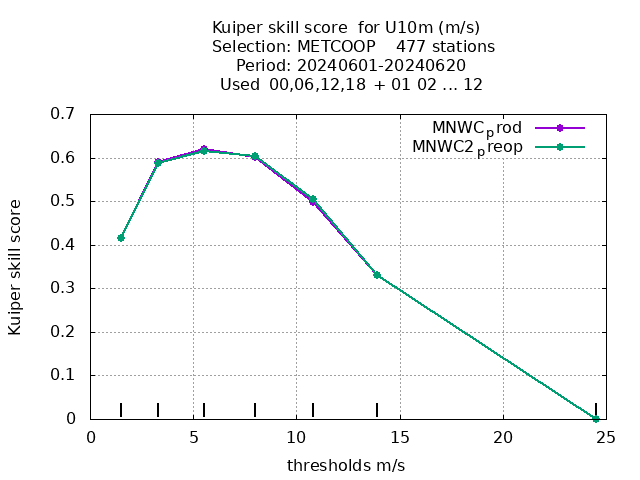 Kuiper skill score for U10m (m/s)
Selection: METCOOP 477 stations
Period: 20240601-20240620
Used 00,06,12,18 + 01 02 ... 12
MNWCprod
MNWC2preop
0.7
0.6
0.5
0.4
0.3
0.2
0.1
0
Kuiper skill score
0 5 10 15 20 25
thresholds m/s